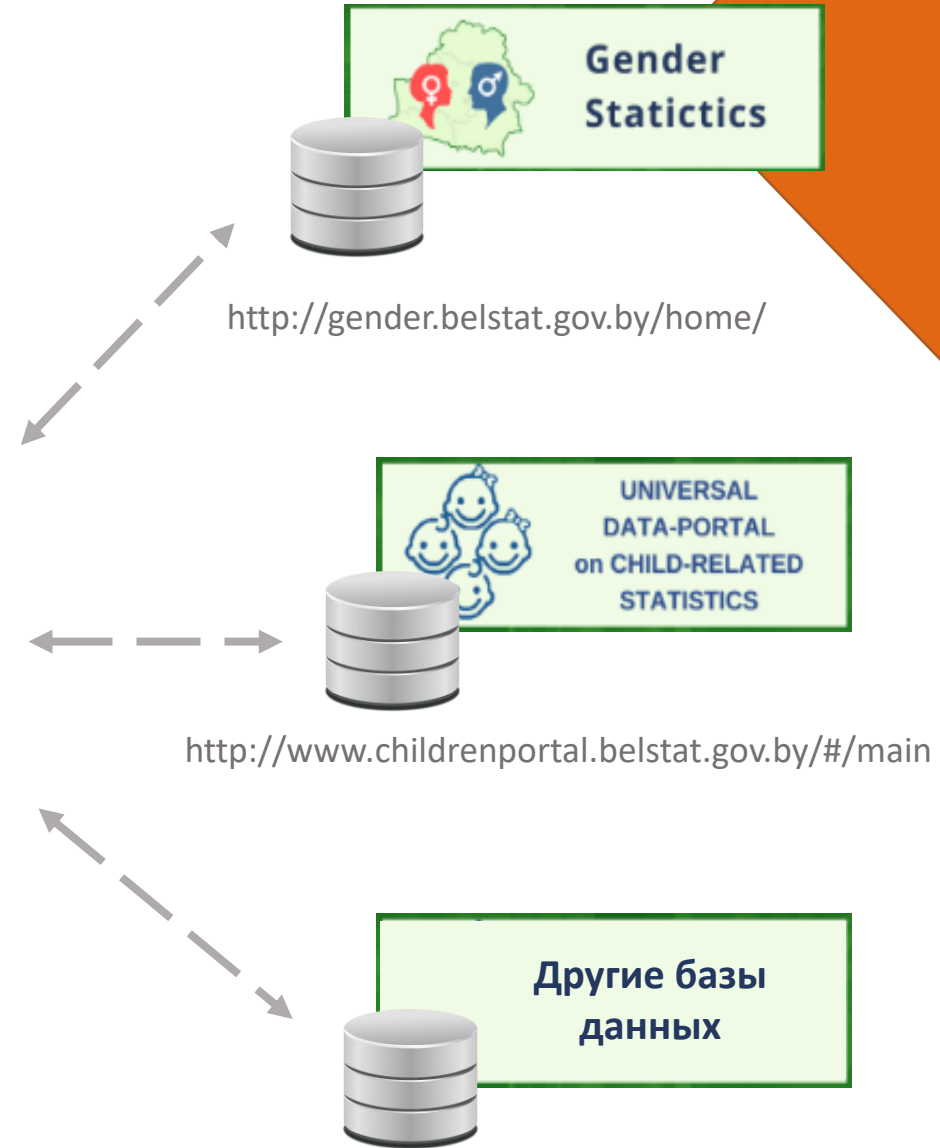 Gender
Statictics
http://gender.belstat.gov.by/home/
UNIVERSAL
DATA-PORTAL
on CHILD-RELATED
STATISTICS
http://www.childrenportal.belstat.gov.by/#/main
Другие базы
данных